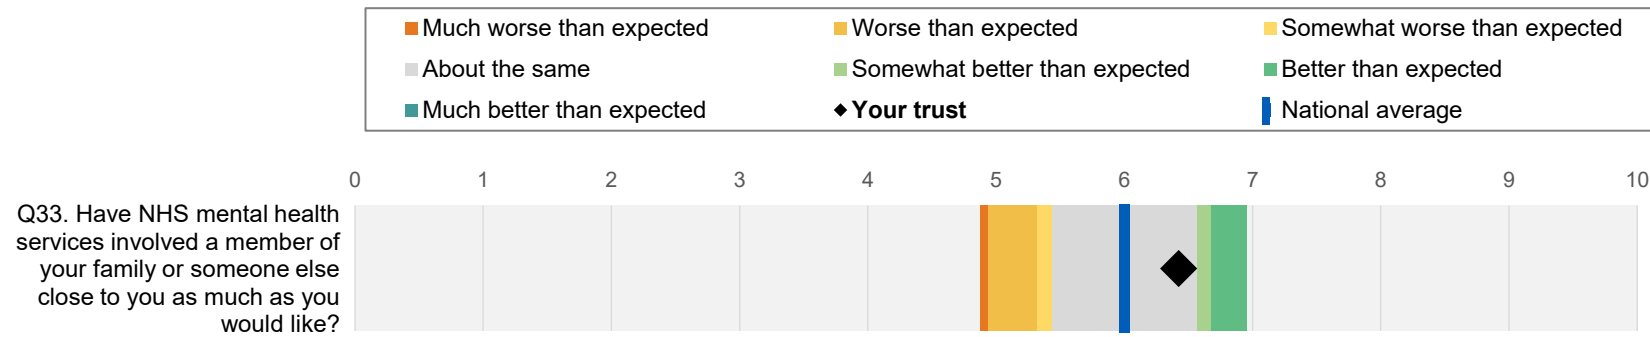 Much worse than expected Worse than expected Somewhat worse than expected
About the same Somewhat better than expected Better than expected
Much better than expected Your trust National average
0 1 2 3 4 5 6 7 8 9 10
Q33. Have NHS mental health
services involved a member of
your family or someone else
close to you as much as you
would like?